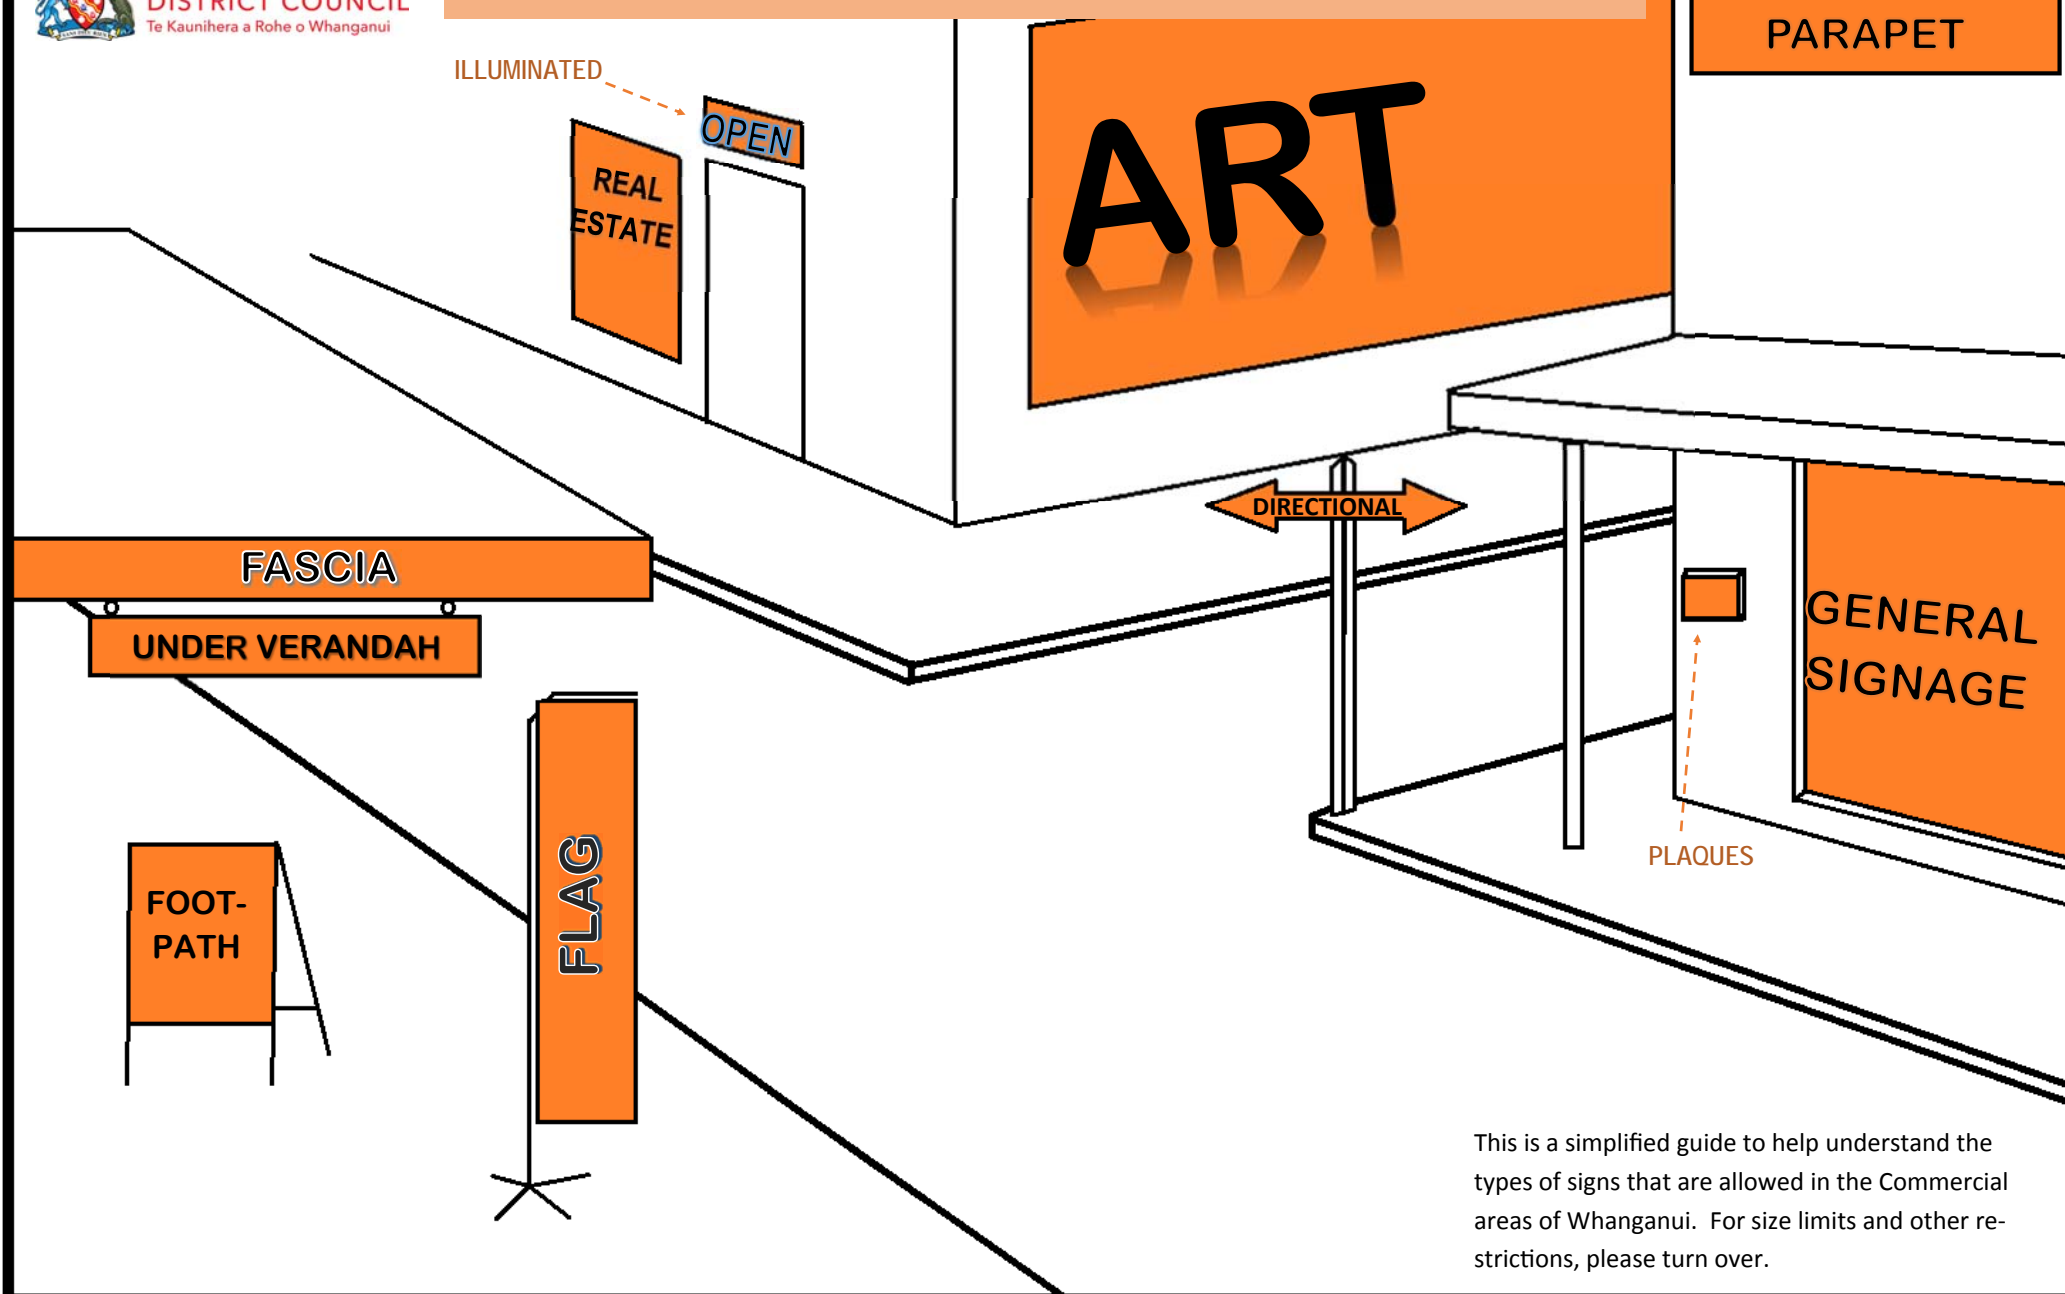 DISTRICT COUNCIL
Te Kaunihera a Rohe o Whanganui
PARAPET
ILLUMINATED
OPEN
REAL
ESTATE
ART
DIRECTIONAL
FASCIA
UNDER VERANDAH
GENERAL
SIGNAGE
PLAQUES
FLAG
FOOT-
PATH
This is a simplified guide to help understand the
types of signs that are allowed in the Commercial
areas of Whanganui.  For size limits and other re-
strictions, please turn over.